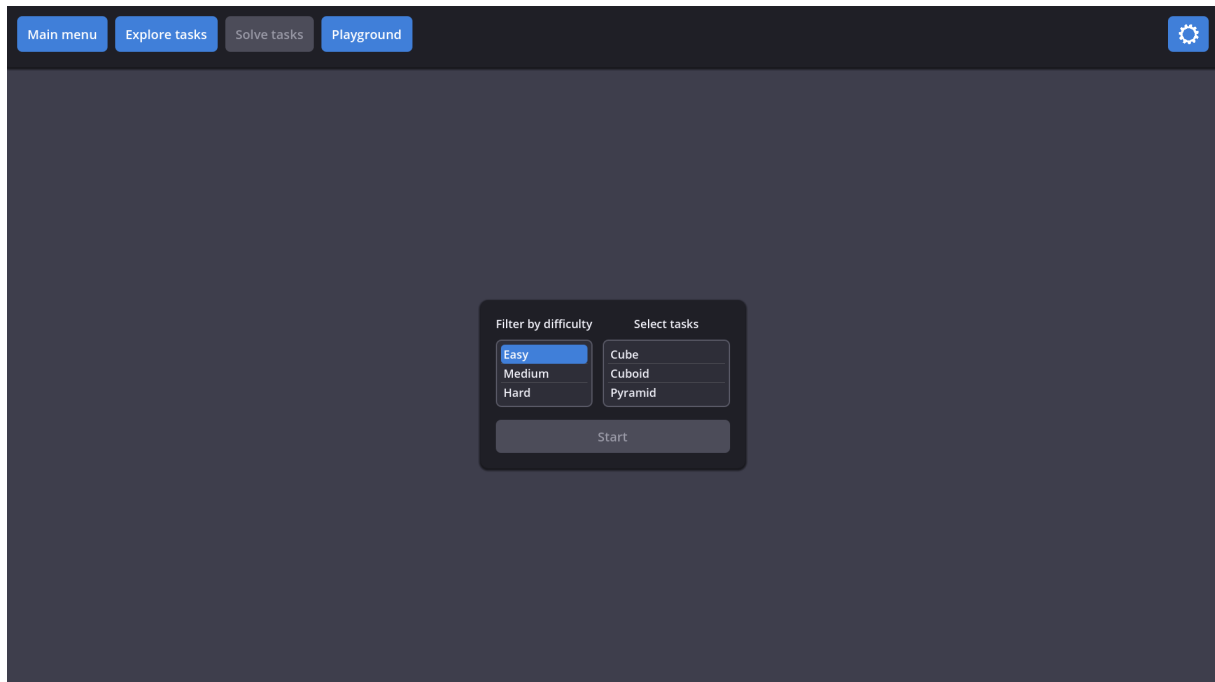 Main menu Explore tasks Solve tasks Playground
Filter by difficulty Select tasks
Easy Cube
Medium Cuboid
Hard Pyramid
Start